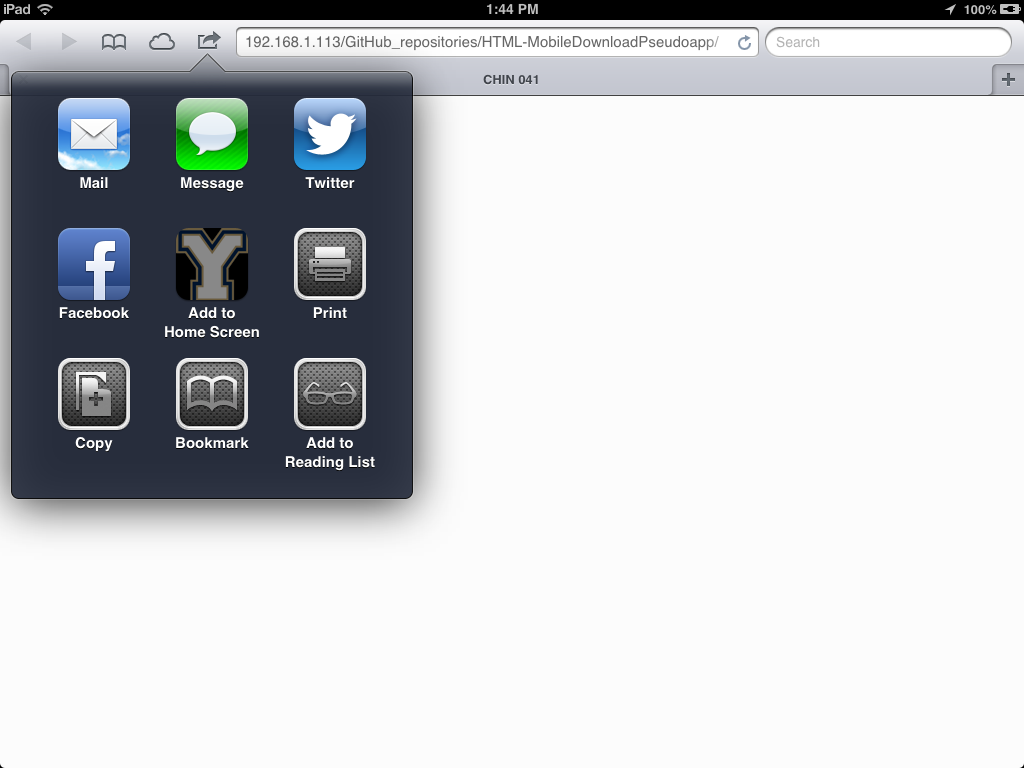 iPad
1:44 PM
100%
192.168.1.113/GitHub_repositories/HTML-MobileDownloadPseudoapp/
Search
CHIN 041
Mail
Message
Twitter
Facebook
Y
Add to
Home Screen
Print
Copy
Bookmark
Add to
Reading List